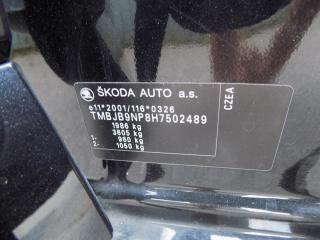 ŠKODA AUTO a.s.
e11*2001/116*0326
TMBJB9NP8H7502489
1986 kg
3605 kg
1- 960 kg
2- 1050 kg
CZEA